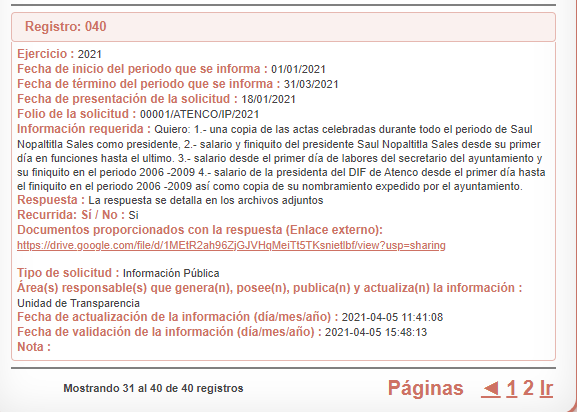 Registro: 040
Ejercicio : 2021
Fecha de inicio del periodo que se informa : 01/01/2021
Fecha de término del periodo que se informa : 31/03/2021
Fecha de presentación de la solicitud : 18/01/2021
Folio de la solicitud : 00001/ATENCO/IP/2021
Información requerida : Quiero: 1.- una copia de las actas celebradas durante todo el periodo de Saul
Nopaltitla Sales como presidente, 2.- salario y finiquito del presidente Saul Nopaltitla Sales desde su primer
día en funciones hasta el ultimo. 3.- salario desde el primer día de labores del secretario del ayuntamiento y
su finiquito en el periodo 2006 -2009 4.- salario de la presidenta del DIF de Atenco desde el primer día hasta
el finiquito en el periodo 2006 -2009 así como copia de su nombramiento expedido por el ayuntamiento.
Respuesta : La respuesta se detalla en los archivos adjuntos
Recurrida: Sí / No : Si
Documentos proporcionados con la respuesta (Enlace externo):
https://drive.google.com/file/d/1MEtR2ah96ZjGJVHqMeiTt5TKsnietlbf/view?usp=sharing
Tipo de solicitud : Información Pública
Área(s) responsable(s) que genera(n), posee(n), publica(n) y actualiza(n) la información :
Unidad de Transparencia
Fecha de actualización de la información (día/mes/año) : 2021-04-05 11:41:08
Fecha de validación de la información (día/mes/año) : 2021-04-05 15:48:13
Nota :
Mostrando 31 al 40 de 40 registros
Páginas ◄ 1 2 Ir